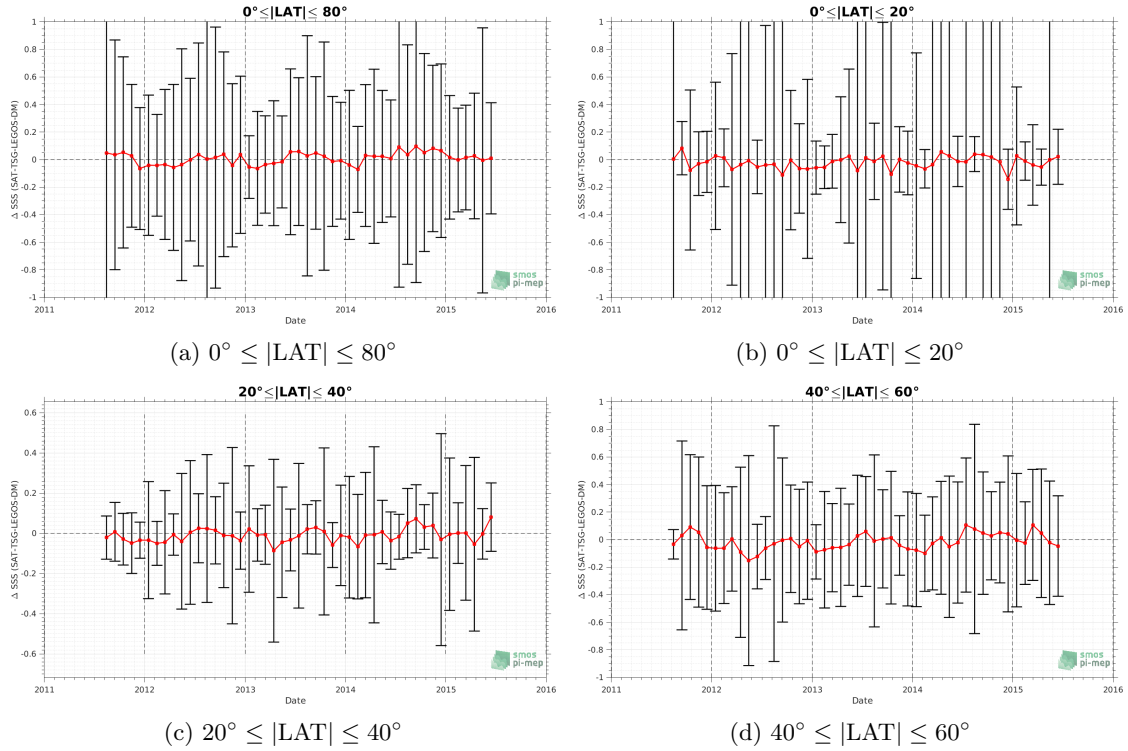 0°≤|LAT|≤ 80°
Δ SSS (SAT-TSG-LEGOS-DM)
1
0.8
0.6
0.4
0.2
0
-0.2
-0.4
-0.6
-0.8
-1
2011 2012 2013 2014 2015 2016
Date
smos
pi-mep
(a) 0° ≤ |LAT| ≤ 80°
0°≤|LAT|≤ 20°
Δ SSS (SAT-TSG-LEGOS-DM)
1
0.8
0.6
0.4
0.2
0
-0.2
-0.4
-0.6
-0.8
-1
2011 2012 2013 2014 2015 2016
Date
smos
pi-mep
(b) 0° ≤ |LAT| ≤ 20°
20°≤|LAT|≤ 40°
Δ SSS (SAT-TSG-LEGOS-DM)
0.6
0.4
0.2
0
-0.2
-0.4
-0.6
2011 2012 2013 2014 2015 2016
Date
smos
pi-mep
(c) 20° ≤ |LAT| ≤ 40°
40°≤|LAT|≤ 60°
Δ SSS (SAT-TSG-LEGOS-DM)
1
0.8
0.6
0.4
0.2
0
-0.2
-0.4
-0.6
-0.8
-1
2011 2012 2013 2014 2015 2016
Date
smos
pi-mep
(d) 40° ≤ |LAT| ≤ 60°